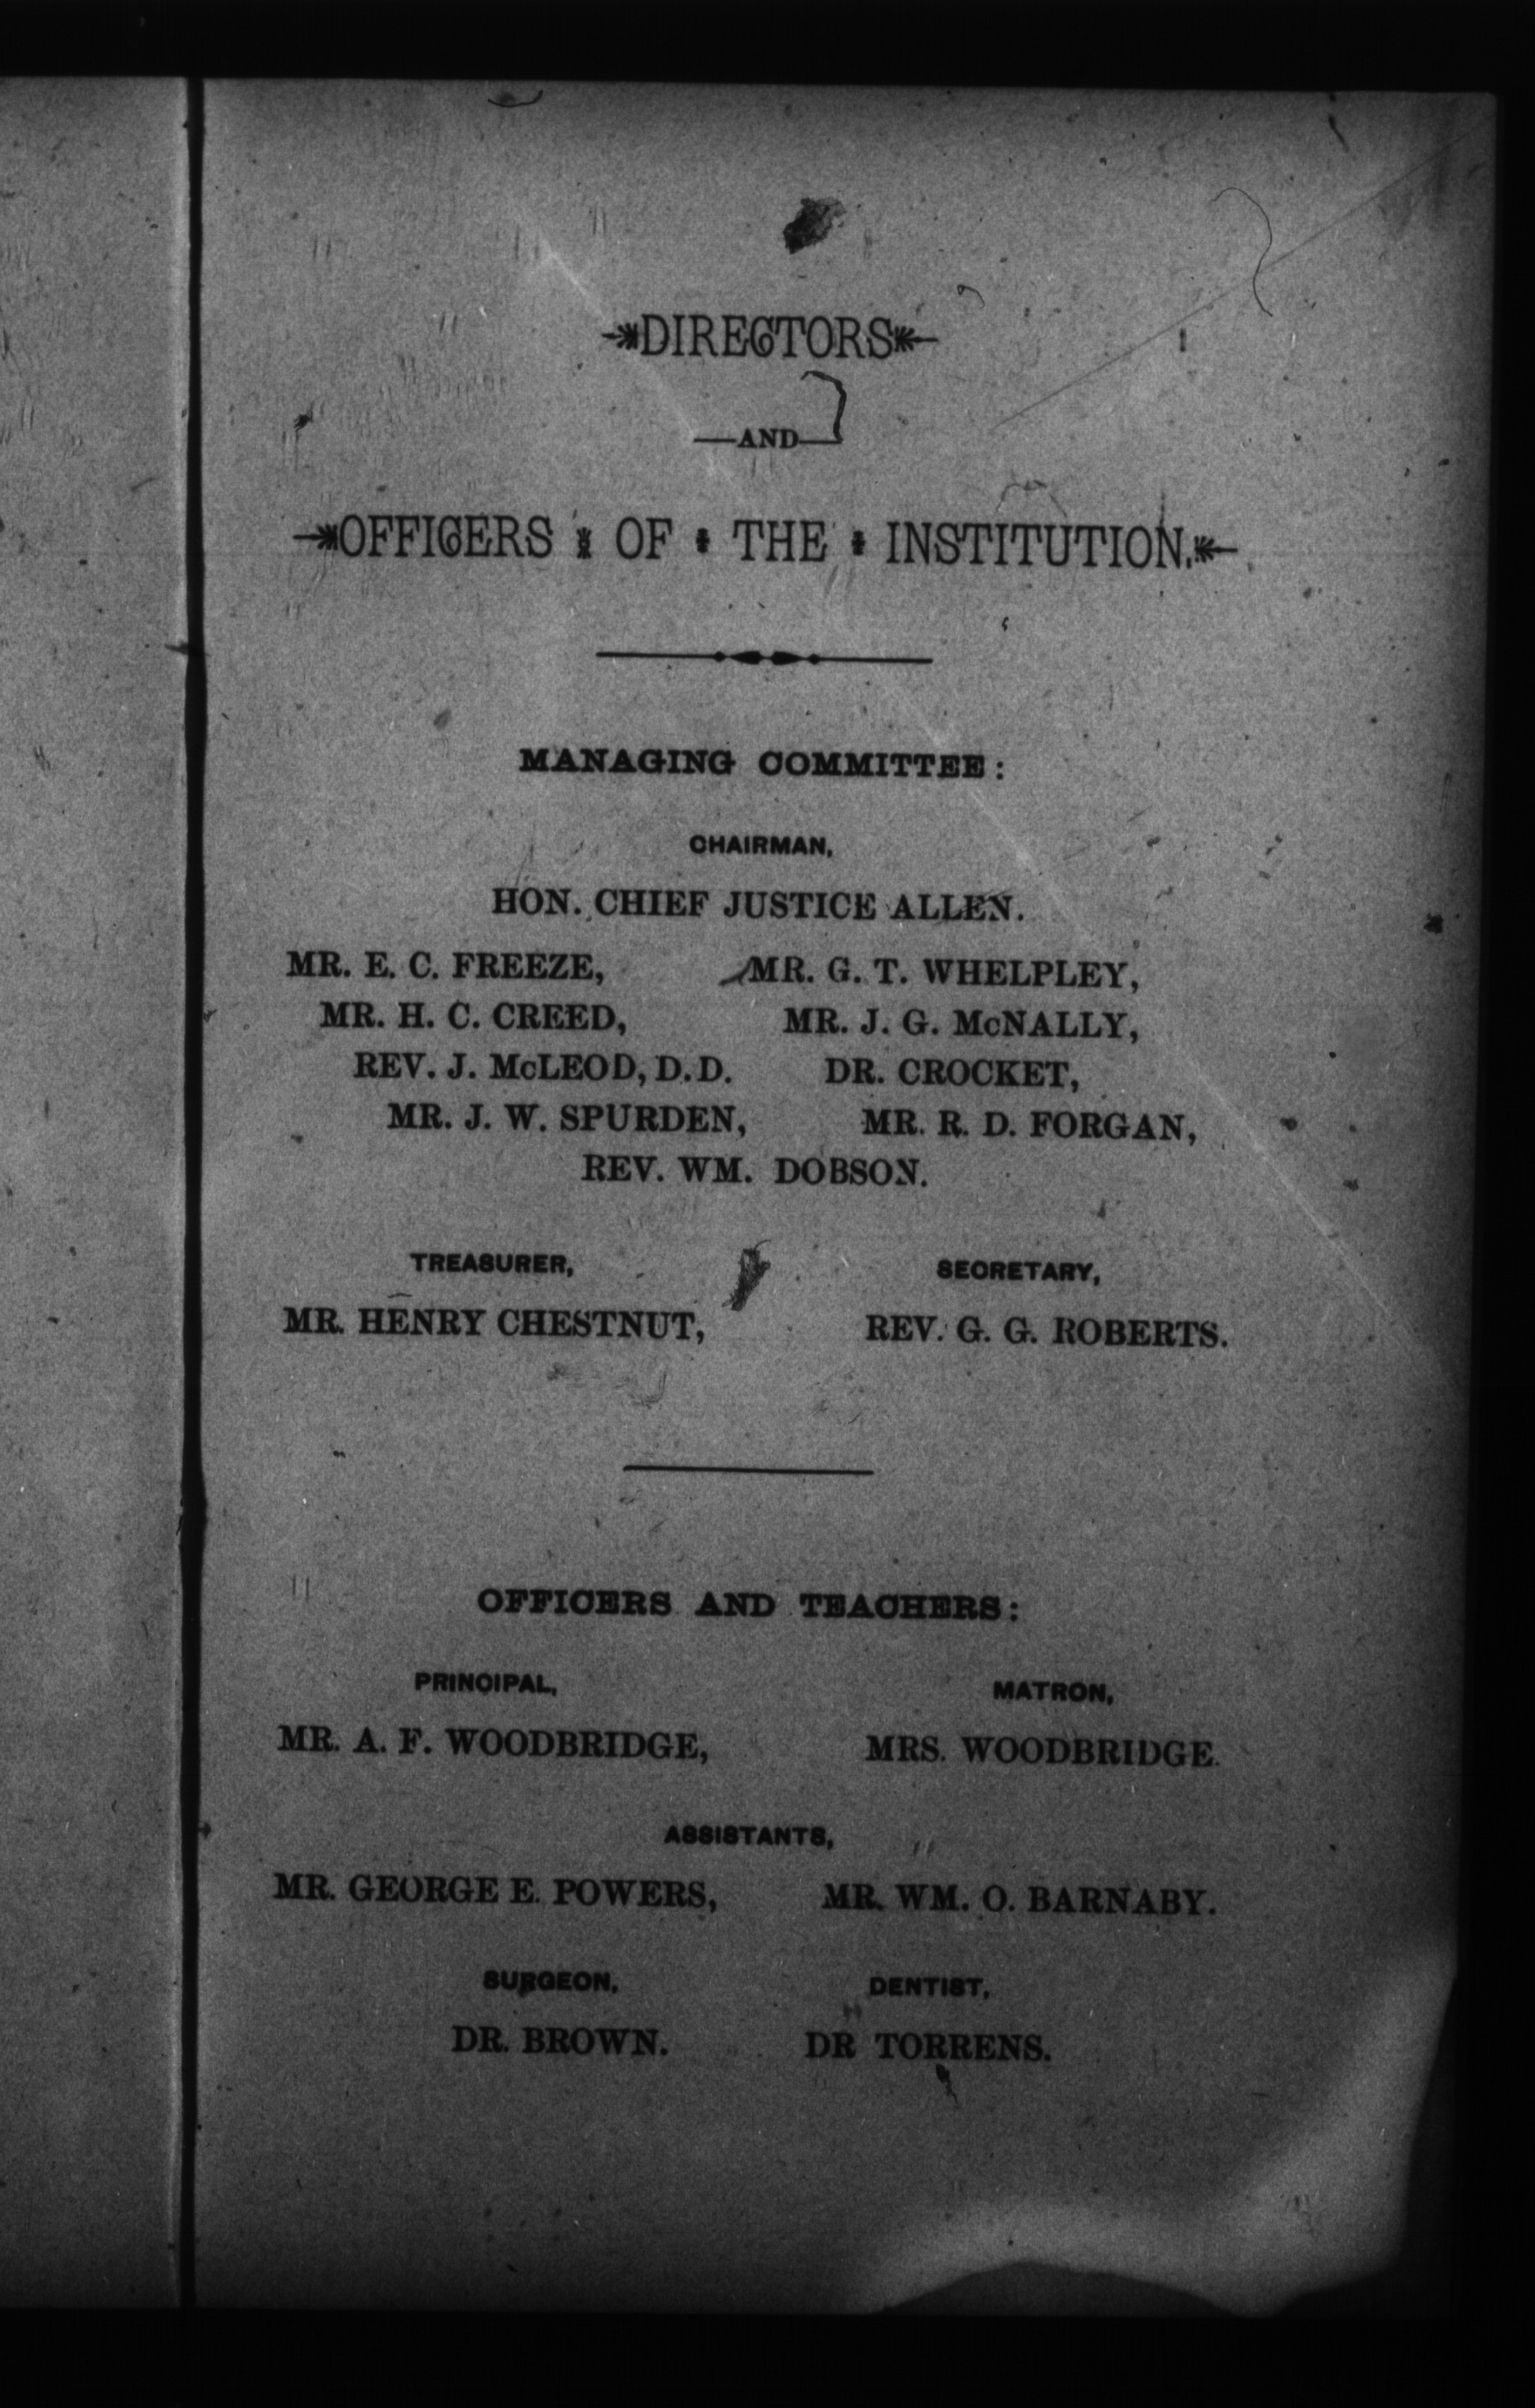 DIRECTORS
—AND—
OFFICERS OF THE INSTITUTION.
MANAGING COMMITTEE:
CHAIRMAN,
HON. CHIEF JUSTICE ALLEN.
MR. E. C. FREEZE, MR. G. T. WHELPLEY,
MR. H. C. CREED, MR. J. G. McNALLY,
REV. J. McLEOD, D.D. DR. CROCKET,
MR. J. W. SPURDEN, MR. R. D. FORGAN,
REV. WM. DOBSON.
TREASURER, SECRETARY,
MR. HENRY CHESTNUT, REV. G. G. ROBERTS.
OFFICERS AND TEACHERS:
PRINCIPAL, MATRON,
MR. A. F. WOODBRIDGE, MRS. WOODBRIDGE.
ASSISTANTS,
MR. GEORGE E. POWERS, MR. WM. O. BARNABY.
SURGEON, DENTIST,
DR. BROWN. DR TORRENS.